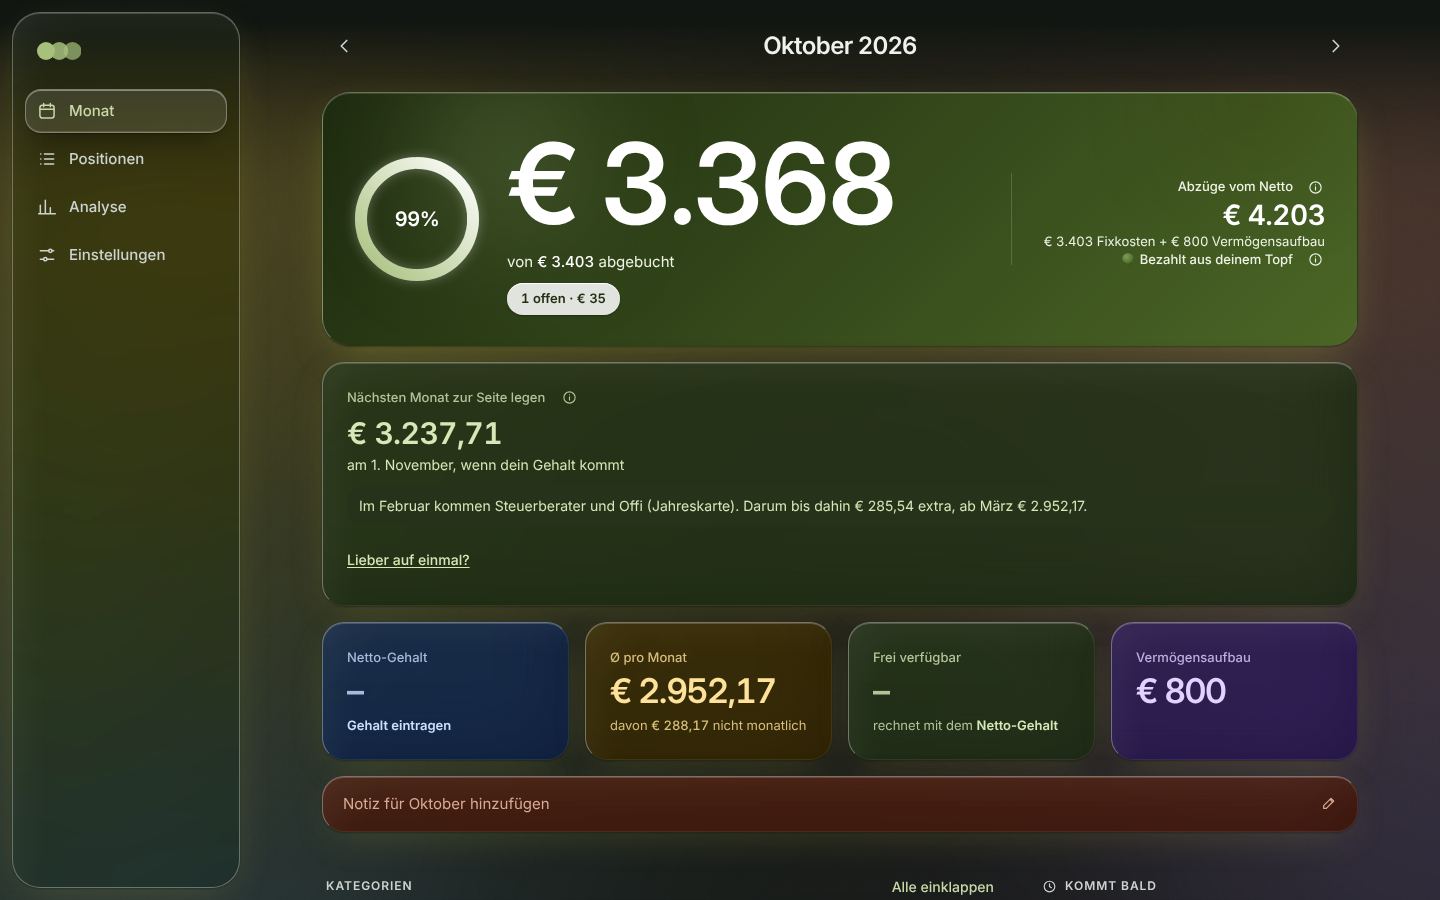 Oktober 2026
Monat
Positionen
Analyse
Einstellungen
99%
€ 3.368
von € 3.403 abgebucht
1 offen · € 35
Abzüge vom Netto
€ 4.203
€ 3.403 Fixkosten + € 800 Vermögensaufbau
Bezahlt aus deinem Topf
Nächsten Monat zur Seite legen
€ 3.237,71
am 1. November, wenn dein Gehalt kommt
Im Februar kommen Steuerberater und Offi (Jahreskarte). Darum bis dahin € 285,54 extra, ab März € 2.952,17.
Lieber auf einmal?
Netto-Gehalt
–
Gehalt eintragen
Ø pro Monat
€ 2.952,17
davon € 288,17 nicht monatlich
Frei verfügbar
–
rechnet mit dem Netto-Gehalt
Vermögensaufbau
€ 800
Notiz für Oktober hinzufügen
KATEGORIEN
Alle einklappen
KOMMT BALD